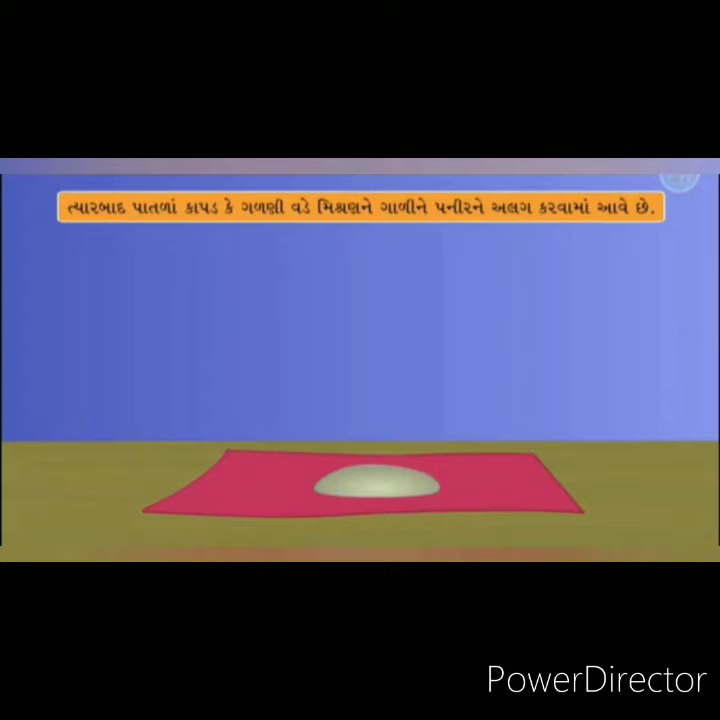 ત્યારબાદ પાતળાં કાપડ કે ગળણી વડે મિશ્રણને ગાળીને પનીરને અલગ કરવામાં આવે છે.
PowerDirector